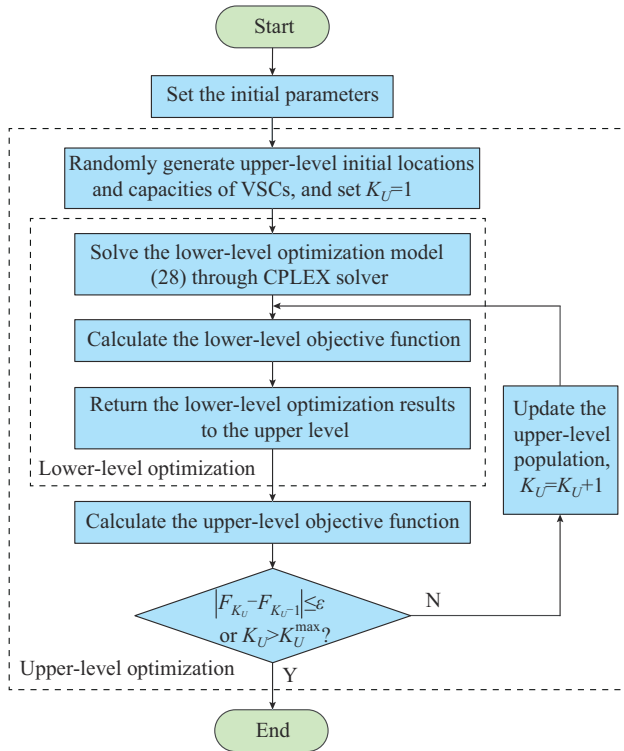 Start
Set the initial parameters
Randomly generate upper-level initial locations
and capacities of VSCs, and set K_U=1
Solve the lower-level optimization model
(28) through CPLEX solver
Calculate the lower-level objective function
Return the lower-level optimization results
to the upper level
Lower-level optimization
Update the
upper-level
population,
K_U=K_U+1
Calculate the upper-level objective function
|F_{K_U}−F_{K_U−1}|≤ε
or K_U>K_U^{max}?
N
Y
Upper-level optimization
End